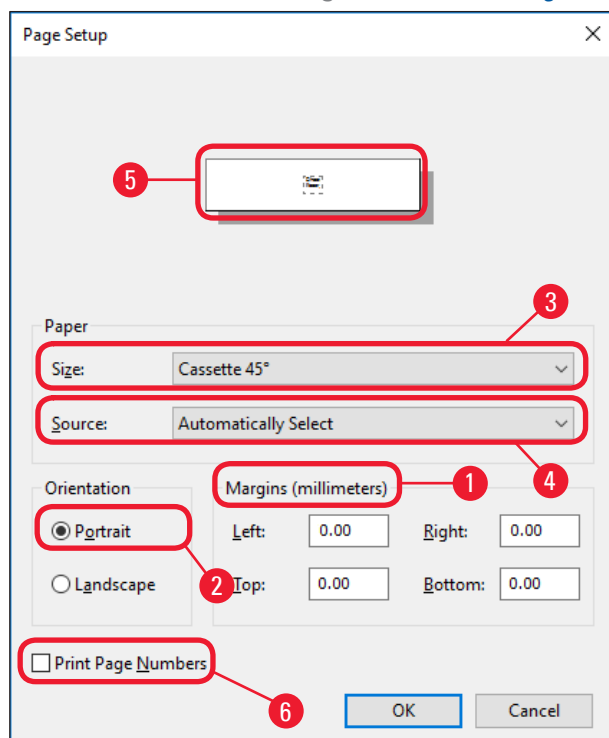 Page Setup
5
3
Paper
Size: Cassette 45°
Source: Automatically Select
4
Orientation
Margins (millimeters)
1
Portrait
Left: 0.00 Right: 0.00
2
Landscape
Top: 0.00 Bottom: 0.00
Print Page Numbers
6
OK Cancel